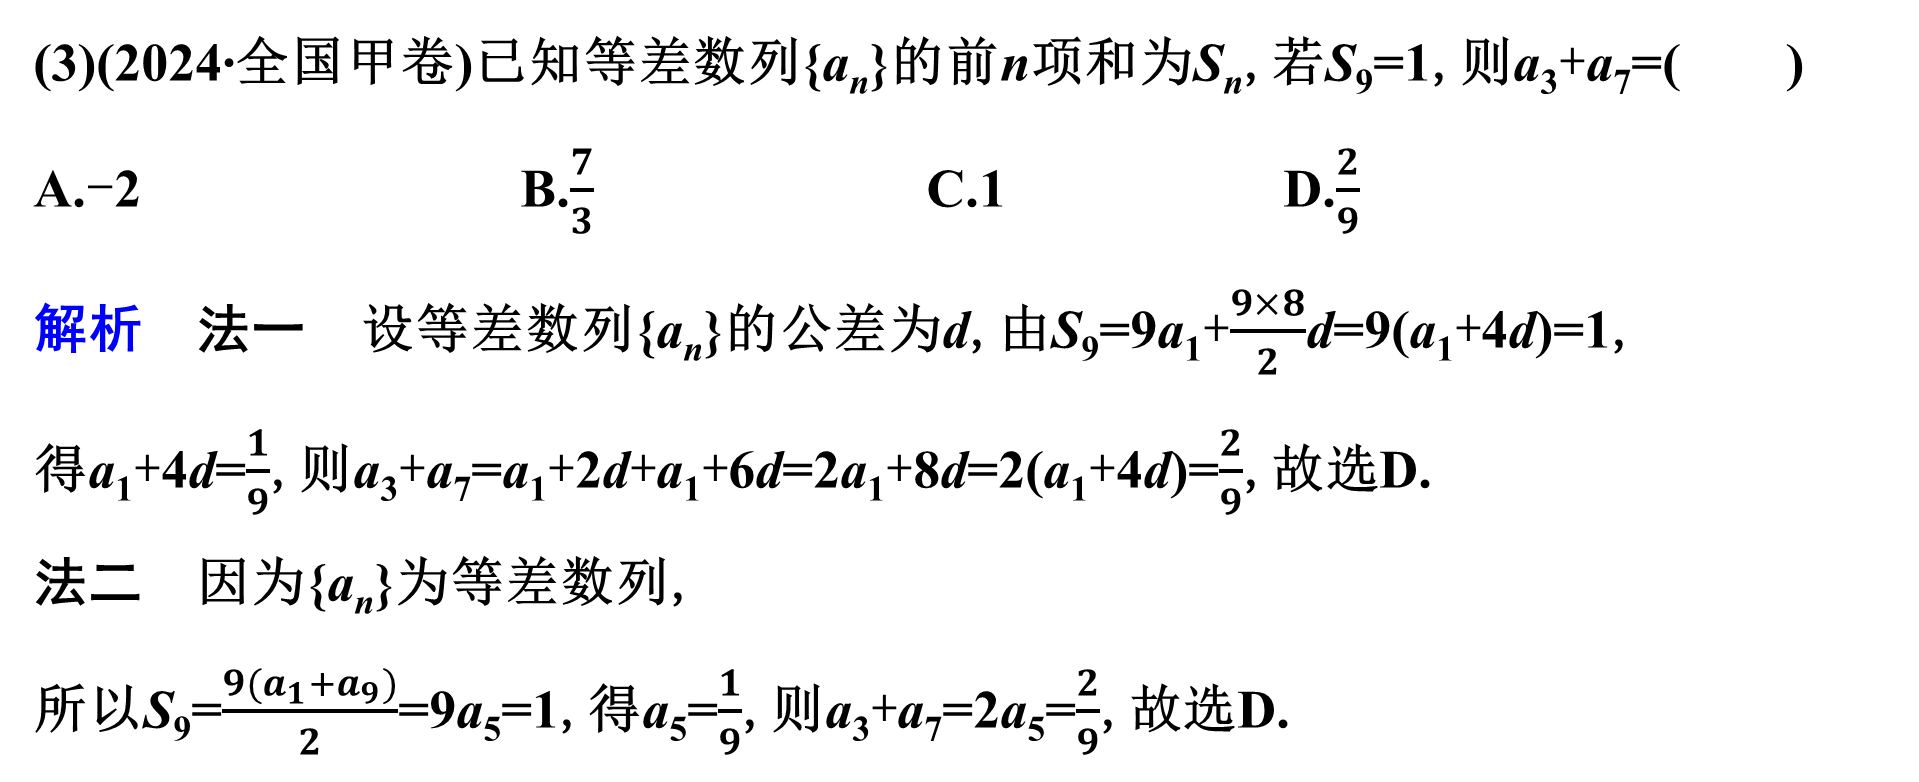 (3)(2024·全国甲卷)已知等差数列{aₙ}的前n项和为Sₙ, 若S₉=1, 则a₃+a₇=(　　)
A.−2　B.7/3　C.1　D.2/9
解析　法一　设等差数列{aₙ}的公差为d, 由S₉=9a₁+(9×8)/2 d=9(a₁+4d)=1,
得a₁+4d=1/9, 则a₃+a₇=a₁+2d+a₁+6d=2a₁+8d=2(a₁+4d)=2/9, 故选D.
法二　因为{aₙ}为等差数列,
所以S₉=9(a₁+a₉)/2=9a₅=1, 得a₅=1/9, 则a₃+a₇=2a₅=2/9, 故选D.